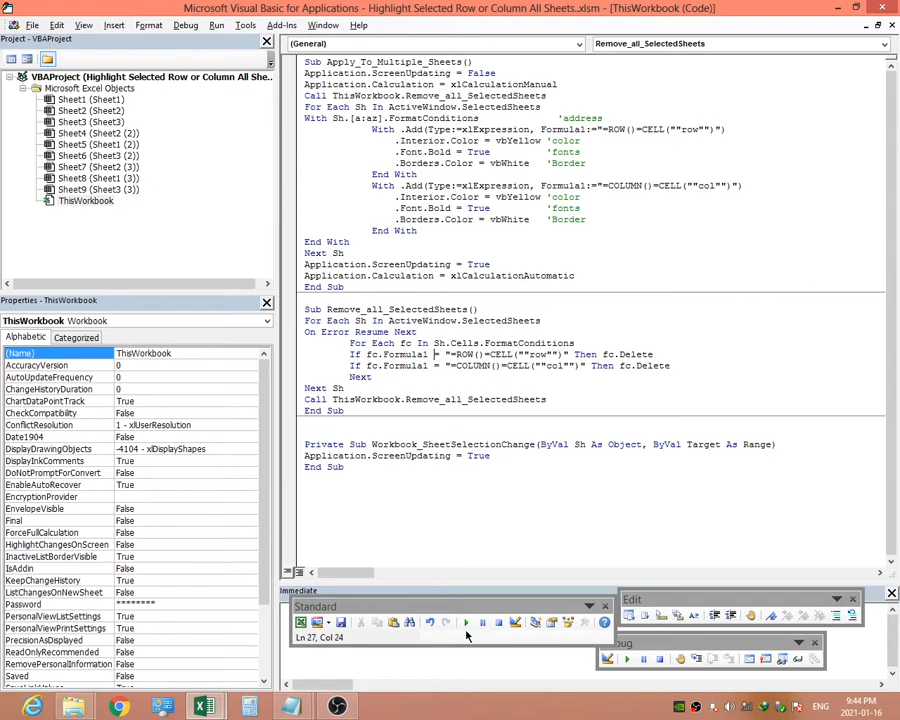 Microsoft Visual Basic for Applications - Highlight Selected Row or Column All Sheets..xlsm - [ThisWorkbook (Code)]
File Edit View Insert Format Debug Run Tools Add-Ins Window Help
Project - VBAProject
VBAProject (Highlight Selected Row or Column All She...
Microsoft Excel Objects
Sheet1 (Sheet1)
Sheet2 (Sheet2)
Sheet3 (Sheet3)
Sheet4 (Sheet2 (2))
Sheet5 (Sheet1 (2))
Sheet6 (Sheet3 (2))
Sheet7 (Sheet2 (3))
Sheet8 (Sheet1 (3))
Sheet9 (Sheet3 (3))
ThisWorkbook
Properties - ThisWorkbook
ThisWorkbook Workbook
Alphabetic Categorized
(Name) ThisWorkbook
AccuracyVersion 0
AutoUpdateFrequency 0
ChangeHistoryDuration 0
ChartDataPointTrack True
CheckCompatibility False
ConflictResolution 1 - xlUserResolution
Date1904 False
DisplayDrawingObjects -4104 - xlDisplayShapes
DisplayInkComments True
DoNotPromptForConvert False
EnableAutoRecover True
EncryptionProvider
EnvelopeVisible False
Final False
ForceFullCalculation False
HighlightChangesOnScreen False
InactiveListBorderVisible True
IsAddin False
KeepChangeHistory True
ListChangesOnNewSheet False
Password ********
PersonalViewListSettings True
PersonalViewPrintSettings True
PrecisionAsDisplayed False
ReadOnlyRecommended False
RemovePersonalInformation False
Saved False
(General) Remove_all_SelectedSheets
Sub Apply_To_Multiple_Sheets()
Application.ScreenUpdating = False
Application.Calculation = xlCalculationManual
Call ThisWorkbook.Remove_all_SelectedSheets
For Each Sh In ActiveWindow.SelectedSheets
With Sh.[a:az].FormatConditions 'address
With .Add(Type:=xlExpression, Formula1:="=ROW()=CELL(""row"")")
.Interior.Color = vbYellow 'color
.Font.Bold = True 'fonts
.Borders.Color = vbWhite 'Border
End With
With .Add(Type:=xlExpression, Formula1:="=COLUMN()=CELL(""col"")")
.Interior.Color = vbYellow 'color
.Font.Bold = True 'fonts
.Borders.Color = vbWhite 'Border
End With
End With
Next Sh
Application.ScreenUpdating = True
Application.Calculation = xlCalculationAutomatic
End Sub
Sub Remove_all_SelectedSheets()
For Each Sh In ActiveWindow.SelectedSheets
On Error Resume Next
For Each fc In Sh.Cells.FormatConditions
If fc.Formula1 = "=ROW()=CELL(""row"")" Then fc.Delete
If fc.Formula1 = "=COLUMN()=CELL(""col"")" Then fc.Delete
Next
Next Sh
Call ThisWorkbook.Remove_all_SelectedSheets
End Sub
Private Sub Workbook_SheetSelectionChange(ByVal Sh As Object, ByVal Target As Range)
Application.ScreenUpdating = True
End Sub
Immediate
Standard
Ln 27, Col 24
Edit
ENG
9:44 PM
2021-01-16